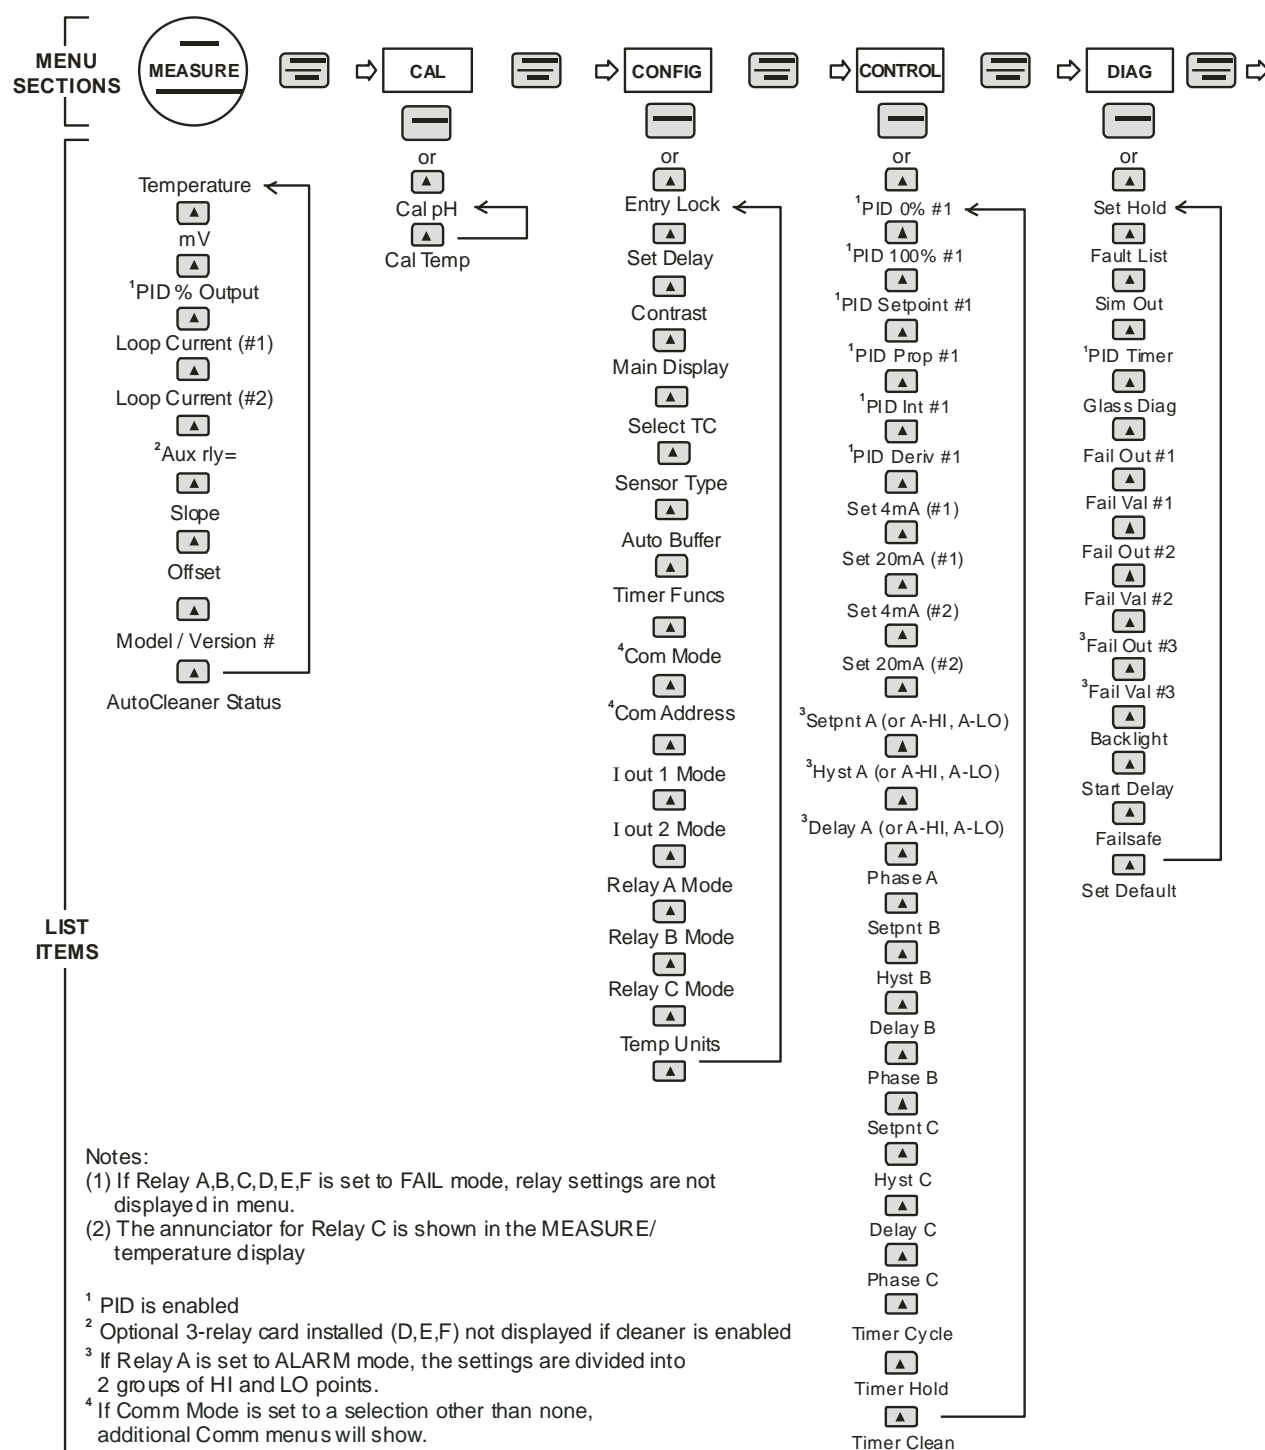 MENU
SECTIONS
MEASURE
CAL
CONFIG
CONTROL
DIAG
or
or
or
or
Temperature
mV
¹PID % Output
Loop Current (#1)
Loop Current (#2)
²Aux rly=
Slope
Offset
Model / Version #
AutoCleaner Status
Cal pH
Cal Temp
Entry Lock
Set Delay
Contrast
Main Display
Select TC
Sensor Type
Auto Buffer
Timer Funcs
⁴Com Mode
⁴Com Address
I out 1 Mode
I out 2 Mode
Relay A Mode
Relay B Mode
Relay C Mode
Temp Units
¹PID 0% #1
¹PID 100% #1
¹PID Setpoint #1
¹PID Prop #1
¹PID Int #1
¹PID Deriv #1
Set 4mA (#1)
Set 20mA (#1)
Set 4mA (#2)
Set 20mA (#2)
³Setpnt A (or A-HI, A-LO)
³Hyst A (or A-HI, A-LO)
³Delay A (or A-HI, A-LO)
Phase A
Setpnt B
Hyst B
Delay B
Phase B
Setpnt C
Hyst C
Delay C
Phase C
Timer Cycle
Timer Hold
Timer Clean
Set Hold
Fault List
Sim Out
¹PID Timer
Glass Diag
Fail Out #1
Fail Val #1
Fail Out #2
Fail Val #2
³Fail Out #3
³Fail Val #3
Backlight
Start Delay
Failsafe
Set Default
LIST
ITEMS
Notes:
(1) If Relay A,B,C,D,E,F is set to FAIL mode, relay settings are not
displayed in menu.
(2) The annunciator for Relay C is shown in the MEASURE/
temperature display
¹ PID is enabled
² Optional 3-relay card installed (D,E,F) not displayed if cleaner is enabled
³ If Relay A is set to ALARM mode, the settings are divided into
2 groups of HI and LO points.
⁴ If Comm Mode is set to a selection other than none,
additional Comm menus will show.